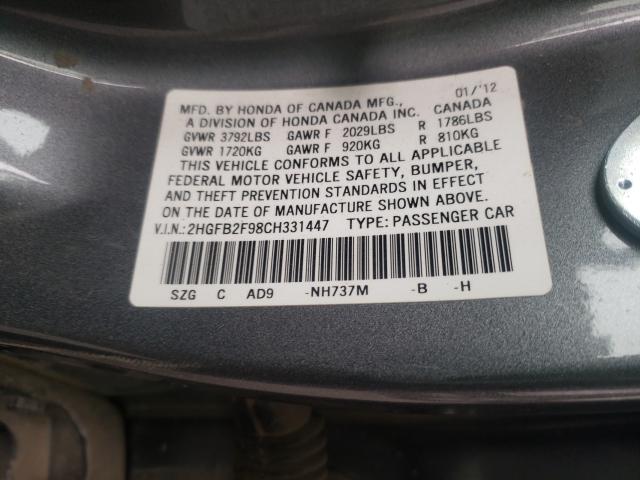 MFD. BY HONDA OF CANADA MFG., 01/'12
A DIVISION OF HONDA CANADA INC. CANADA
GVWR 3792LBS GAWR F 2029LBS R 1786LBS
GVWR 1720KG GAWR F 920KG R 810KG
THIS VEHICLE CONFORMS TO ALL APPLICABLE
FEDERAL MOTOR VEHICLE SAFETY, BUMPER,
AND THEFT PREVENTION STANDARDS IN EFFECT
ON THE DATE OF MANUFACTURE SHOWN ABOVE.
V.I.N.: 2HGFB2F98CH331447 TYPE: PASSENGER CAR
SZG C AD9 -NH737M -B -H